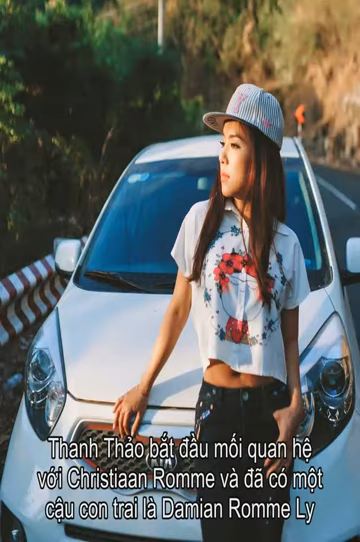 Thanh Thảo bắt đầu mối quan hệ
với Christiaan Romme và đã có một
cậu con trai là Damian Romme Ly